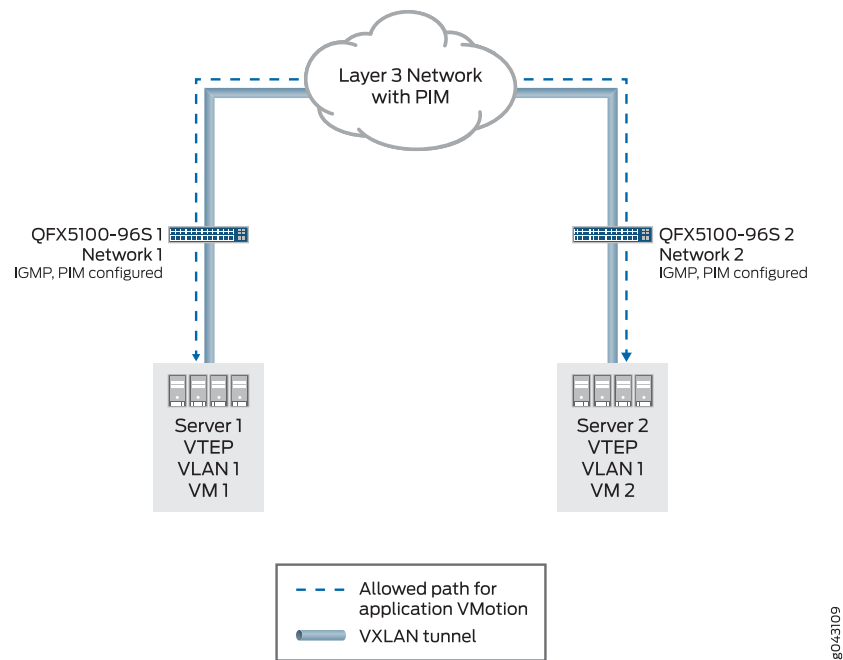 Layer 3 Network
with PIM
QFX5100-96S 1
Network 1
IGMP, PIM configured
QFX5100-96S 2
Network 2
IGMP, PIM configured
Server 1
VTEP
VLAN 1
VM 1
Server 2
VTEP
VLAN 1
VM 2
Allowed path for
application VMotion
VXLAN tunnel
g043109